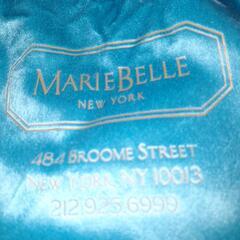 MARIEBELLE
NEW YORK
484 BROOME STREET
NEW YORK, NY 10013
212.925.6999